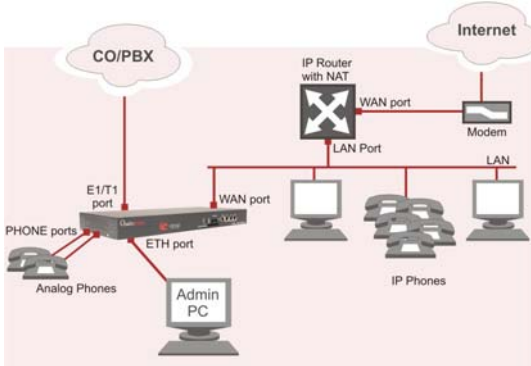 Internet
CO/PBX
IP Router
with NAT
WAN port
Modem
LAN Port
LAN
E1/T1
port
WAN port
PHONE ports
ETH port
Analog Phones
Admin
PC
IP Phones